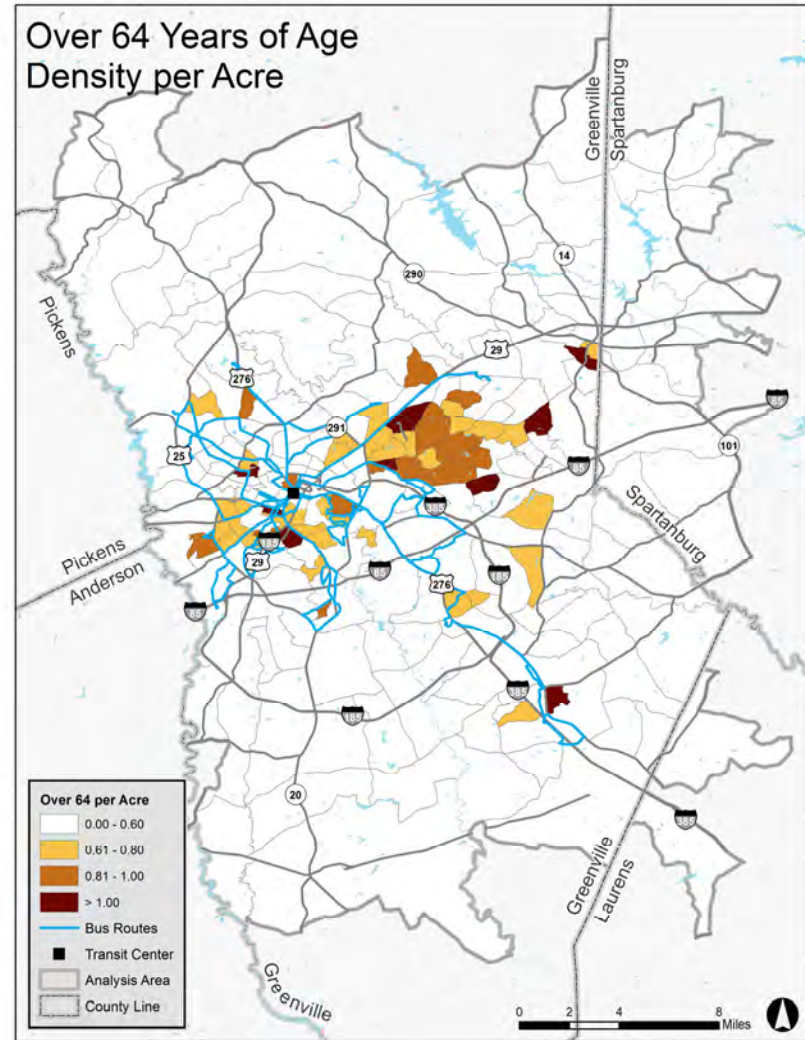 Over 64 Years of Age
Density per Acre
Greenville
Spartanburg
Pickens
290
14
29
276
85
291
101
25
85
385
Spartanburg
185
Pickens
Anderson
29
85
276
185
85
385
185
20
385
Greenville
Laurens
Greenville
Over 64 per Acre
0.00 - 0.60
0.61 - 0.80
0.81 - 1.00
> 1.00
Bus Routes
Transit Center
Analysis Area
County Line
0 2 4 8
Miles